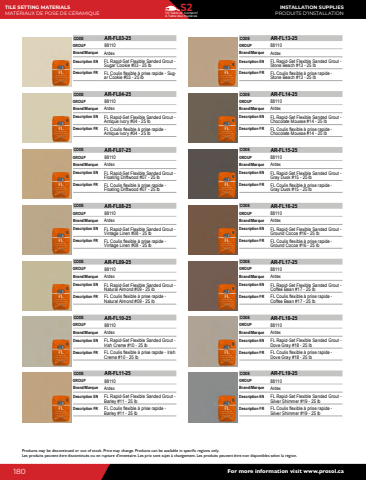 TILE SETTING MATERIALS
MATÉRIAUX DE POSE DE CÉRAMIQUE
S2
INSTALLATION SUPPLIES
PRODUITS D'INSTALLATION
CODE AR-FL03-25
GROUP 88110
Brand/Marque Ardex
Description EN FL Rapid-Set Flexible Sanded Grout -
Sugar Cookie #03 - 25 lb
Description FR FL Coulis flexible à prise rapide - Sug-
ar Cookie #03 - 25 lb
CODE AR-FL04-25
GROUP 88110
Brand/Marque Ardex
Description EN FL Rapid-Set Flexible Sanded Grout -
Antique Ivory #04 - 25 lb
Description FR FL Coulis flexible à prise rapide -
Antique Ivory #04 - 25 lb
CODE AR-FL07-25
GROUP 88110
Brand/Marque Ardex
Description EN FL Rapid-Set Flexible Sanded Grout -
Floating Driftwood #07 - 25 lb
Description FR FL Coulis flexible à prise rapide -
Floating Driftwood #07 - 25 lb
CODE AR-FL08-25
GROUP 88110
Brand/Marque Ardex
Description EN FL Rapid-Set Flexible Sanded Grout -
Vintage Linen #08 - 25 lb
Description FR FL Coulis flexible à prise rapide -
Vintage Linen #08 - 25 lb
CODE AR-FL09-25
GROUP 88110
Brand/Marque Ardex
Description EN FL Rapid-Set Flexible Sanded Grout -
Natural Almond #09 - 25 lb
Description FR FL Coulis flexible à prise rapide -
Natural Almond #09 - 25 lb
CODE AR-FL10-25
GROUP 88110
Brand/Marque Ardex
Description EN FL Rapid-Set Flexible Sanded Grout -
Irish Creme #10 - 25 lb
Description FR FL Coulis flexible à prise rapide - Irish
Creme #10 - 25 lb
CODE AR-FL11-25
GROUP 88110
Brand/Marque Ardex
Description EN FL Rapid-Set Flexible Sanded Grout -
Barley #11 - 25 lb
Description FR FL Coulis flexible à prise rapide -
Barley #11 - 25 lb
CODE AR-FL13-25
GROUP 88110
Brand/Marque Ardex
Description EN FL Rapid-Set Flexible Sanded Grout -
Stone Beach #13 - 25 lb
Description FR FL Coulis flexible à prise rapide -
Stone Beach #13 - 25 lb
CODE AR-FL14-25
GROUP 88110
Brand/Marque Ardex
Description EN FL Rapid-Set Flexible Sanded Grout -
Chocolate Mousse #14 - 25 lb
Description FR FL Coulis flexible à prise rapide -
Chocolate Mousse #14 - 25 lb
CODE AR-FL15-25
GROUP 88110
Brand/Marque Ardex
Description EN FL Rapid-Set Flexible Sanded Grout -
Gray Dusk #15 - 25 lb
Description FR FL Coulis flexible à prise rapide -
Gray Dusk #15 - 25 lb
CODE AR-FL16-25
GROUP 88110
Brand/Marque Ardex
Description EN FL Rapid-Set Flexible Sanded Grout -
Ground Cocoa #16 - 25 lb
Description FR FL Coulis flexible à prise rapide -
Ground Cocoa #16 - 25 lb
CODE AR-FL17-25
GROUP 88110
Brand/Marque Ardex
Description EN FL Rapid-Set Flexible Sanded Grout -
Coffee Bean #17 - 25 lb
Description FR FL Coulis flexible à prise rapide -
Coffee Bean #17 - 25 lb
CODE AR-FL18-25
GROUP 88110
Brand/Marque Ardex
Description EN FL Rapid-Set Flexible Sanded Grout -
Dove Gray #18 - 25 lb
Description FR FL Coulis flexible à prise rapide -
Dove Gray #18 - 25 lb
CODE AR-FL19-25
GROUP 88110
Brand/Marque Ardex
Description EN FL Rapid-Set Flexible Sanded Grout -
Silver Shimmer #19 - 25 lb
Description FR FL Coulis flexible à prise rapide -
Silver Shimmer #19 - 25 lb
Products may be discontinued or out of stock. Price may change. Products can be available in specific regions only.
Les produits peuvent être discontinués ou en rupture d'inventaire. Les prix sont sujet à changement. Les produits peuvent être non disponibles selon la région.
180
For more information visit www.prosol.ca